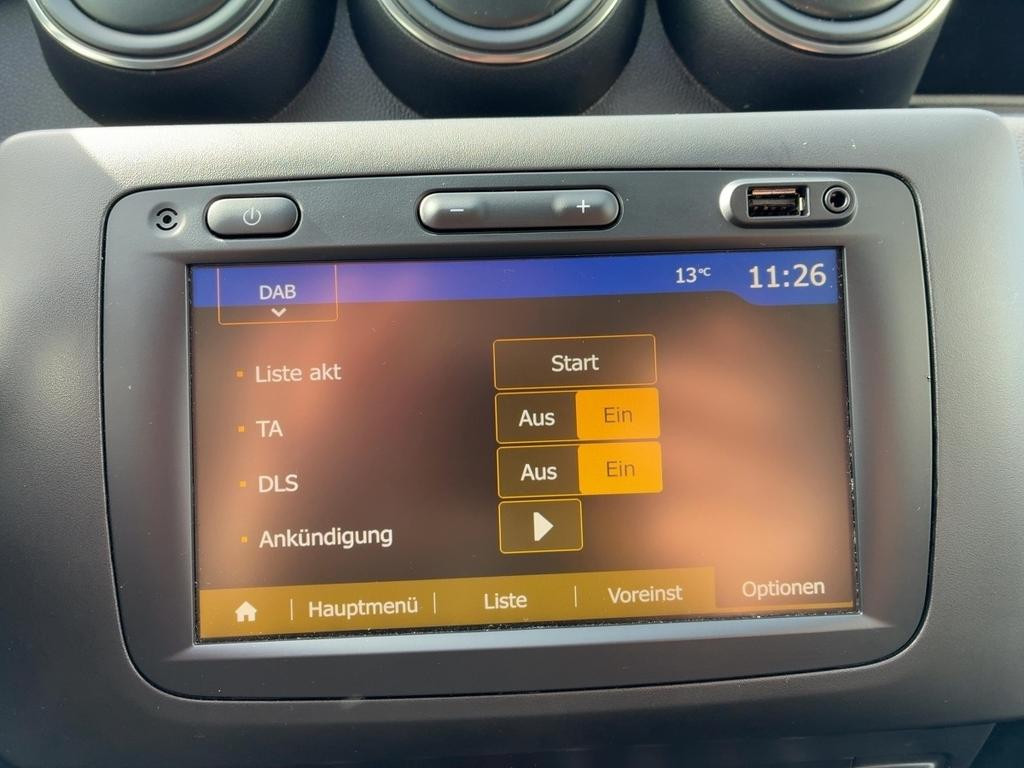 − +
DAB 13°C 11:26
Liste akt Start
TA Aus Ein
DLS Aus Ein
Ankündigung
Hauptmenü | Liste | Voreinst Optionen